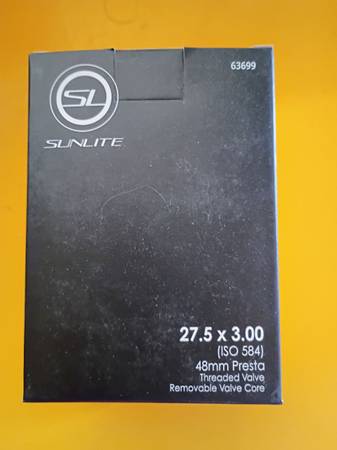 63699
SL
SUNLITE
27.5 x 3.00
(ISO 584)
48mm Presta
Threaded Valve
Removable Valve Core